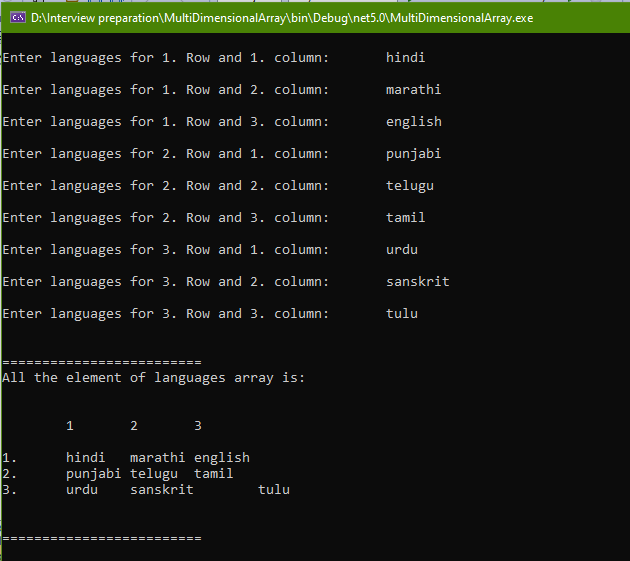 D:\Interview preparation\MultiDimensionalArray\bin\Debug\net5.0\MultiDimensionalArray.exe
Enter languages for 1. Row and 1. column: hindi
Enter languages for 1. Row and 2. column: marathi
Enter languages for 1. Row and 3. column: english
Enter languages for 2. Row and 1. column: punjabi
Enter languages for 2. Row and 2. column: telugu
Enter languages for 2. Row and 3. column: tamil
Enter languages for 3. Row and 1. column: urdu
Enter languages for 3. Row and 2. column: sanskrit
Enter languages for 3. Row and 3. column: tulu
=========================
All the element of languages array is:
1 2 3
1. hindi marathi english
2. punjabi telugu tamil
3. urdu sanskrit tulu
=========================